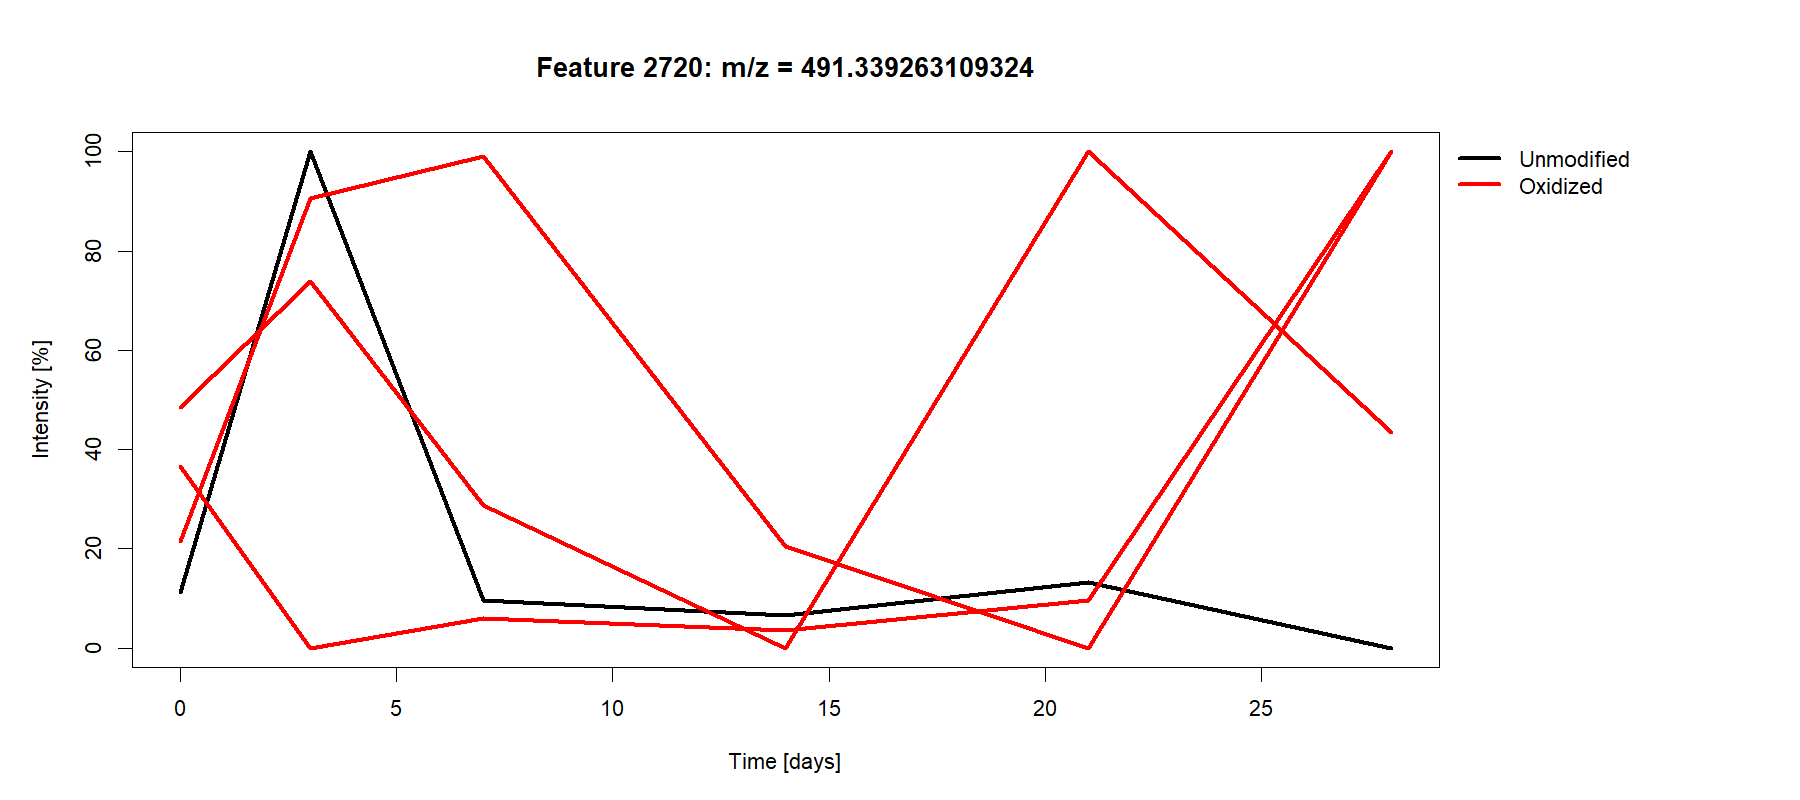 Feature 2720: m/z = 491.339263109324
Unmodified
Oxidized
Intensity [%]
100
80
60
40
20
0
0 5 10 15 20 25
Time [days]